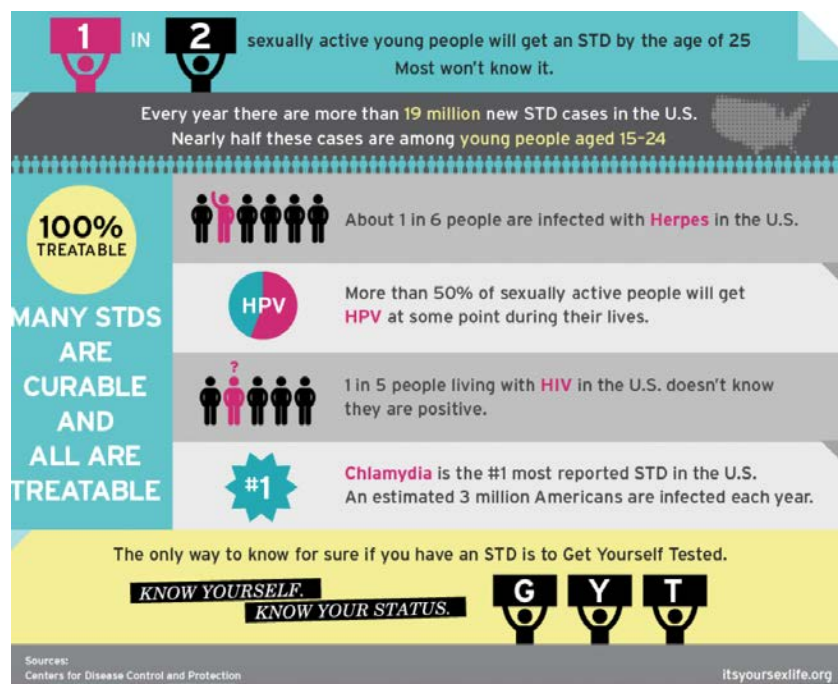 1 IN 2 sexually active young people will get an STD by the age of 25
Most won't know it.
Every year there are more than 19 million new STD cases in the U.S.
Nearly half these cases are among young people aged 15-24
100%
TREATABLE
MANY STDS
ARE
CURABLE
AND
ALL ARE
TREATABLE
About 1 in 6 people are infected with Herpes in the U.S.
HPV
More than 50% of sexually active people will get
HPV at some point during their lives.
?
1 in 5 people living with HIV in the U.S. doesn't know
they are positive.
#1
Chlamydia is the #1 most reported STD in the U.S.
An estimated 3 million Americans are infected each year.
The only way to know for sure if you have an STD is to Get Yourself Tested.
KNOW YOURSELF.
KNOW YOUR STATUS.
G Y T
Sources:
Centers for Disease Control and Protection
itsyoursexlife.org